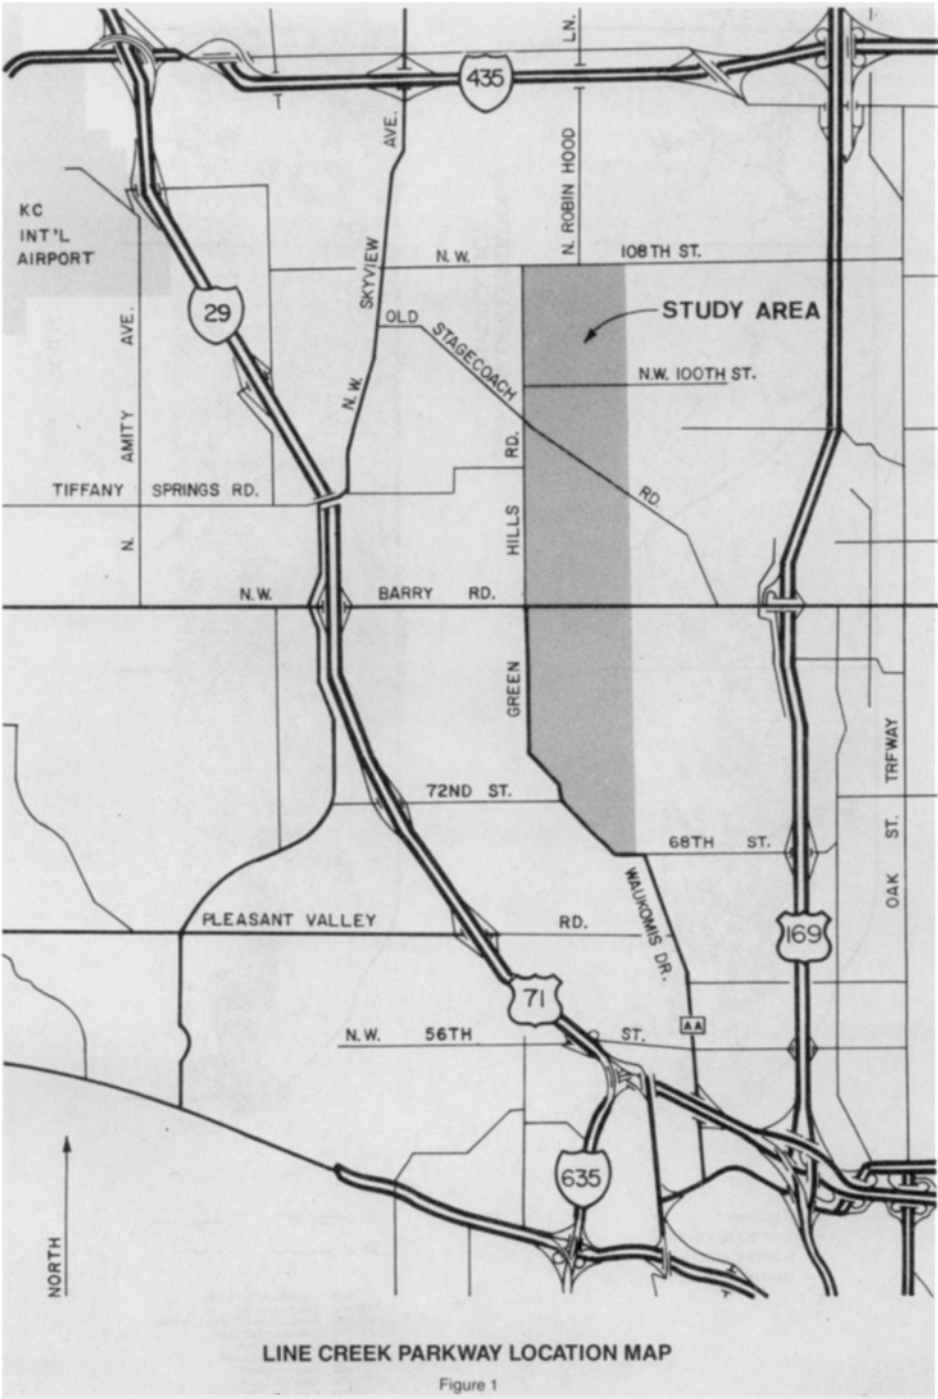 LN.
435
AVE.
N. ROBIN HOOD
KC
INT'L
AIRPORT
SKYVIEW
N.W.
N.W. 108TH ST.
29
OLD
STAGECOACH
RD
STUDY AREA
N.W. 100TH ST.
N. AMITY AVE.
TIFFANY SPRINGS RD.
GREEN HILLS RD.
N.W. BARRY RD.
72ND ST.
68TH ST.
OAK ST. TRFWAY
WAUKOMIS DR.
PLEASANT VALLEY RD.
169
71
AA
N.W. 56TH ST.
635
NORTH
LINE CREEK PARKWAY LOCATION MAP
Figure 1